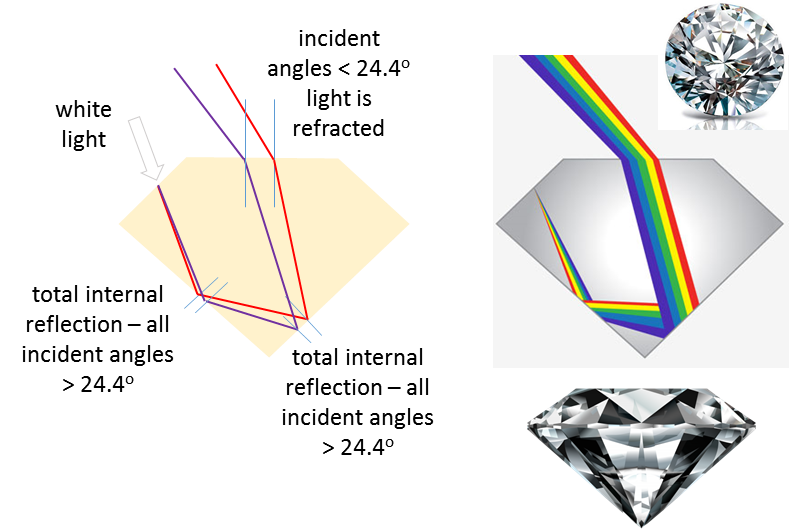 incident
angles < 24.4º
light is
refracted
white
light
total internal
reflection – all
incident angles
> 24.4º
total internal
reflection – all
incident angles
> 24.4º